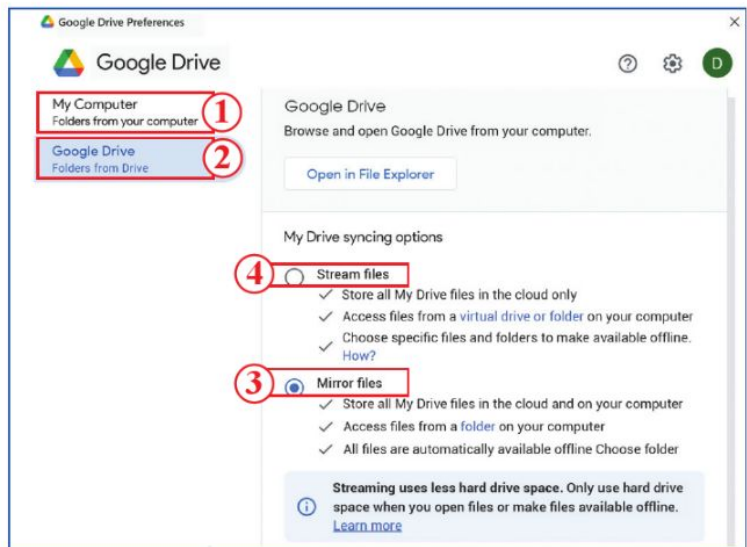 Google Drive Preferences
Google Drive
D
My Computer
Folders from your computer
1
Google Drive
Folders from Drive
2
Google Drive
Browse and open Google Drive from your computer.
Open in File Explorer
My Drive syncing options
4
Stream files
Store all My Drive files in the cloud only
Access files from a virtual drive or folder on your computer
Choose specific files and folders to make available offline.
How?
3
Mirror files
Store all My Drive files in the cloud and on your computer
Access files from a folder on your computer
All files are automatically available offline Choose folder
Streaming uses less hard drive space. Only use hard drive
space when you open files or make files available offline.
Learn more